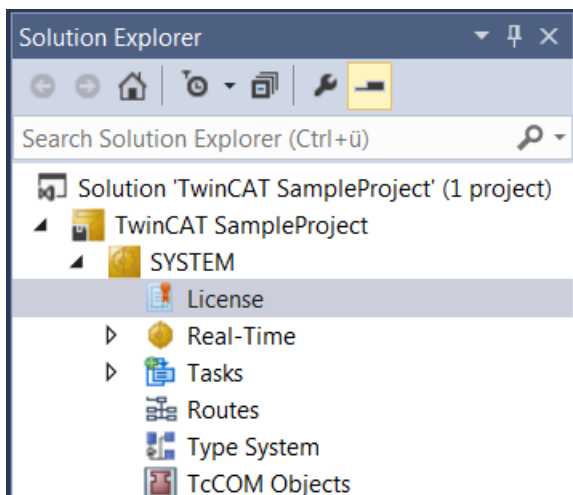 Solution Explorer
Search Solution Explorer (Ctrl+ü)
Solution 'TwinCAT SampleProject' (1 project)
TwinCAT SampleProject
SYSTEM
License
Real-Time
Tasks
Routes
Type System
TcCOM Objects